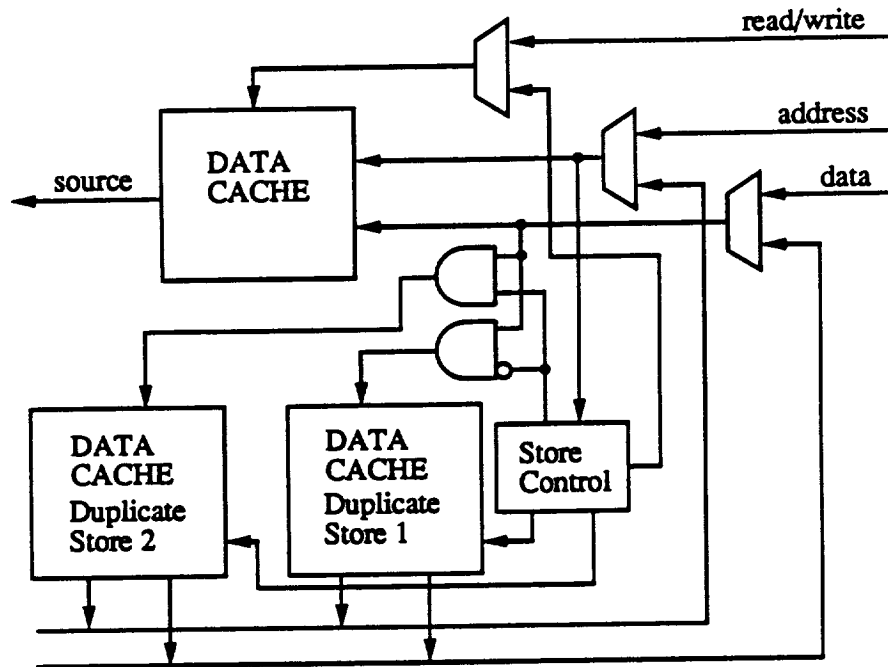 read/write
address
data
source
DATA
CACHE
DATA
CACHE
Duplicate
Store 2
DATA
CACHE
Duplicate
Store 1
Store
Control